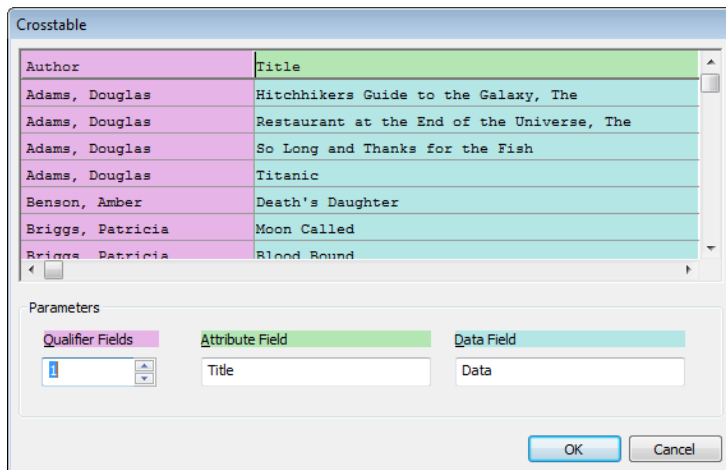 Crosstable
Author Title
Adams, Douglas Hitchhikers Guide to the Galaxy, The
Adams, Douglas Restaurant at the End of the Universe, The
Adams, Douglas So Long and Thanks for the Fish
Adams, Douglas Titanic
Benson, Amber Death's Daughter
Briggs, Patricia Moon Called
Briggs, Patricia Blood Bound
Parameters
Qualifier Fields Attribute Field Data Field
1 Title Data
OK Cancel